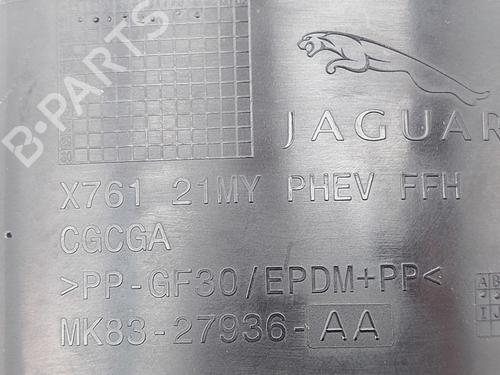 B-PARTS
JAGUAR
X761 21MY PHEV FFH
CGCGA
>PP-GF30/EPDM+PP<
MK83-27936-AA